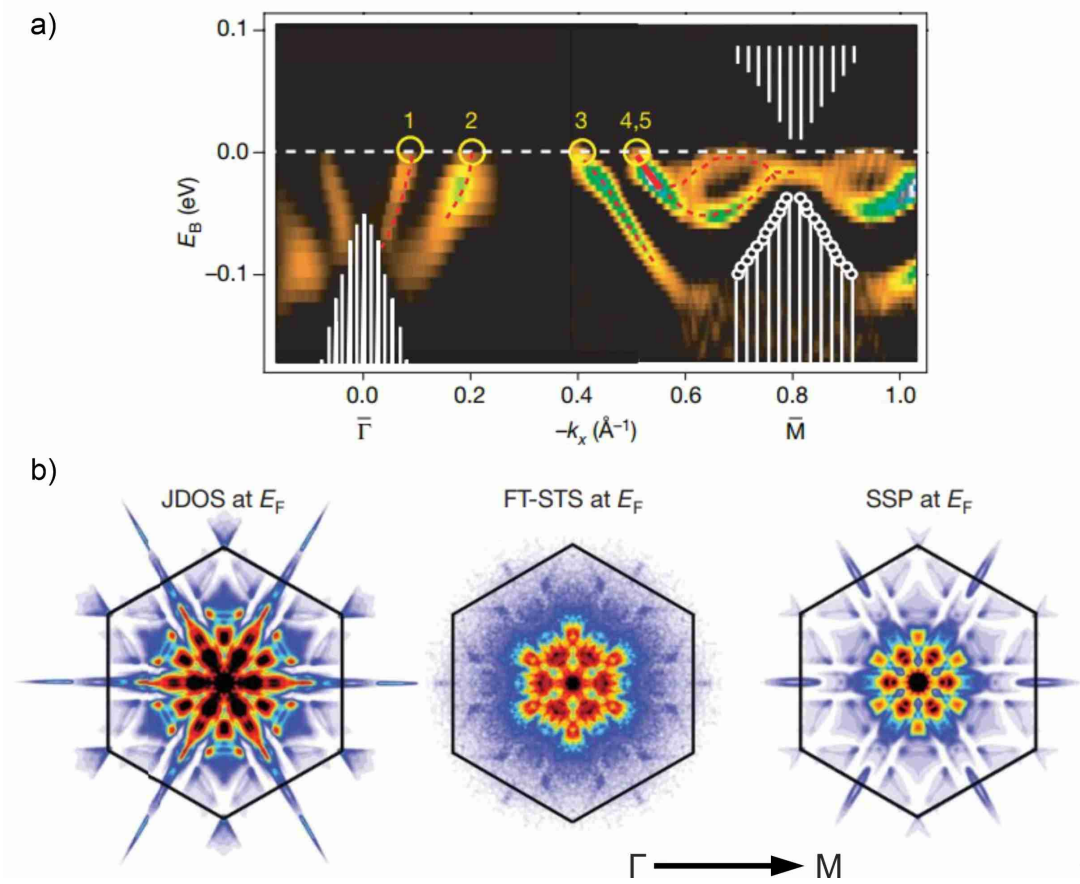 a)
0.1
0.0
−0.1
E_B (eV)
1
2
3
4,5
0.0
0.2
0.4
0.6
0.8
1.0
Γ̅
−k_x (Å⁻¹)
M̅
b)
JDOS at E_F
FT-STS at E_F
SSP at E_F
Γ
M